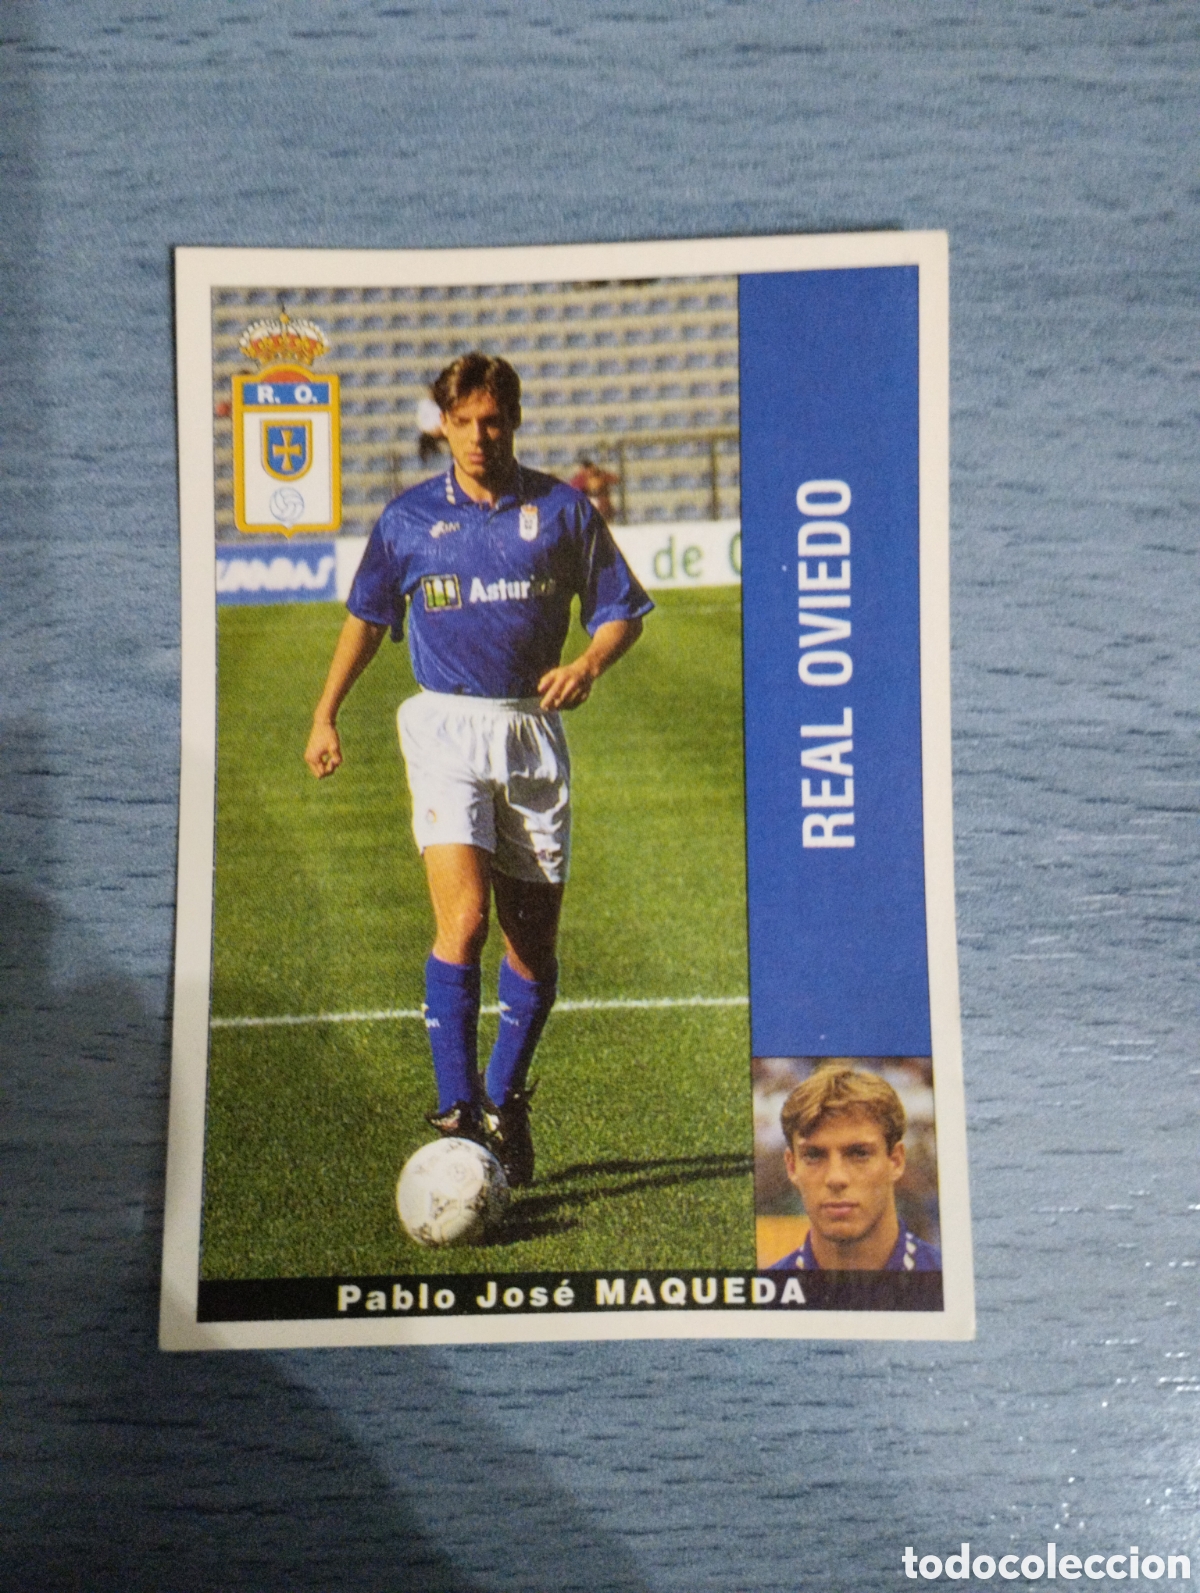 R. O.
Asturias
de
REAL OVIEDO
Pablo José MAQUEDA
todocoleccion